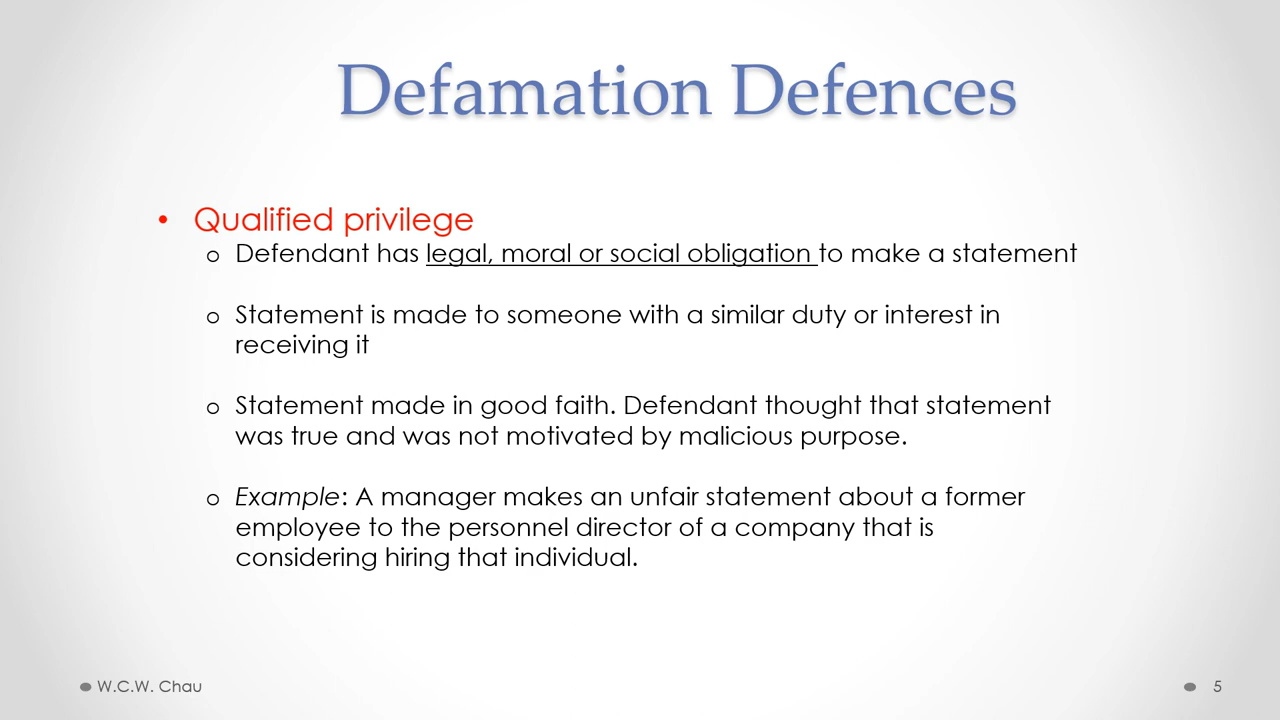 Defamation Defences
• Qualified privilege
o Defendant has legal, moral or social obligation to make a statement
o Statement is made to someone with a similar duty or interest in
receiving it
o Statement made in good faith. Defendant thought that statement
was true and was not motivated by malicious purpose.
o Example: A manager makes an unfair statement about a former
employee to the personnel director of a company that is
considering hiring that individual.
W.C.W. Chau
5